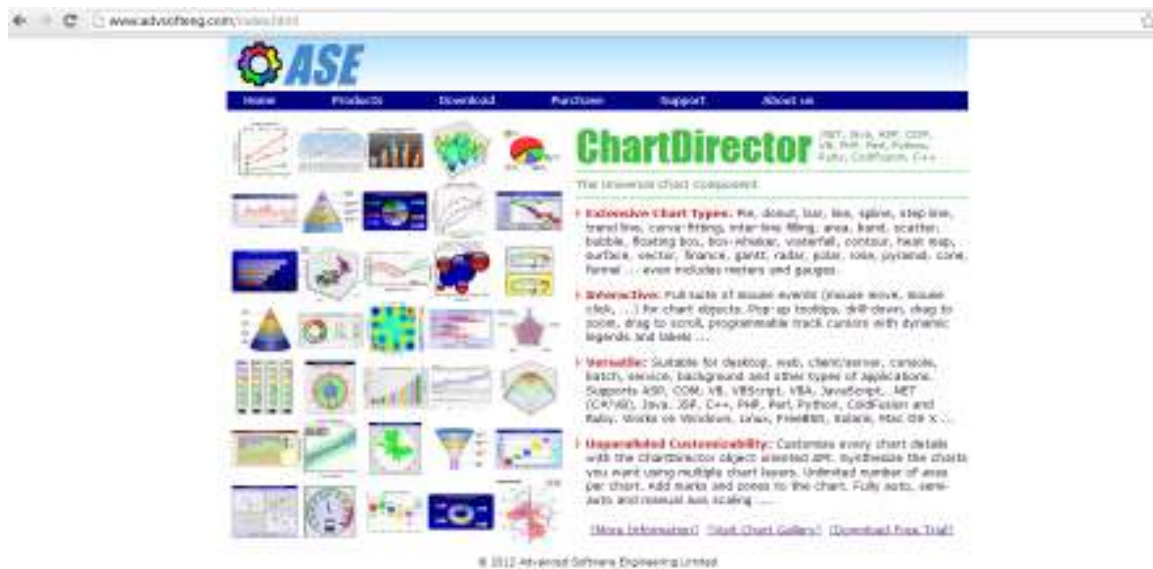 www.advsofteng.com/index.html
ASE
Home Products Download Purchase Support About us
ChartDirector
.NET, Java, ASP, COM,
VB, PHP, Perl, Python,
Ruby, ColdFusion, C++
The Universal Chart Component
Extensive Chart Types: Pie, donut, bar, line, spline, step line,
trend line, curve-fitting, inter-line filling, area, band, scatter,
bubble, floating box, box-whisker, waterfall, contour, heat map,
surface, vector, finance, gantt, radar, polar, rose, pyramid, cone,
funnel ... even includes meters and gauges.
Interactive: Full suite of mouse events (mouse move, mouse
click, ...) for chart objects. Pop-up tooltips, drill-down, drag to
zoom, drag to scroll, programmable track cursors with dynamic
legends and labels ...
Versatile: Suitable for desktop, web, client/server, console,
batch, service, background and other types of applications.
Supports ASP, COM, VB, VBScript, VBA, JavaScript, .NET
(C#/VB), Java, JSP, C++, PHP, Perl, Python, ColdFusion and
Ruby. Works on Windows, Linux, FreeBSD, Solaris, Mac OS X ...
Unparalleled Customizability: Customize every chart details
with the ChartDirector object oriented API. Synthesize the charts
you want using multiple chart layers. Unlimited number of axes
per chart. Add marks and zones to the chart. Fully auto, semi-
auto and manual axis scaling ....
[More Information] [Visit Chart Gallery] [Download Free Trial]
© 2012 Advanced Software Engineering Limited